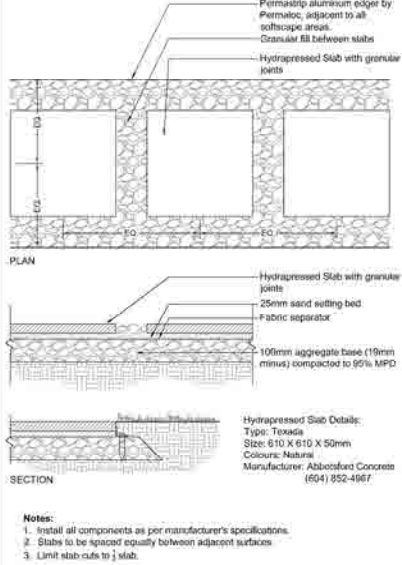 Permastrip aluminum edger by
Permaloc, adjacent to all
softscape areas.
Granular fill between slabs
Hydrapressed Slab with granular
joints
EQ
EQ
EQ
EQ
PLAN
Hydrapressed Slab with granular
joints
25mm sand setting bed
Fabric separator
100mm aggregate base (19mm
minus) compacted to 95% MPD
Hydrapressed Slab Details:
Type: Texada
Size: 610 X 610 X 50mm
Colours: Natural
Manufacturer: Abbotsford Concrete
(604) 852-4967
SECTION
Notes:
1. Install all components as per manufacturer's specifications.
2. Slabs to be spaced equally between adjacent surfaces
3. Limit slab cuts to slab.